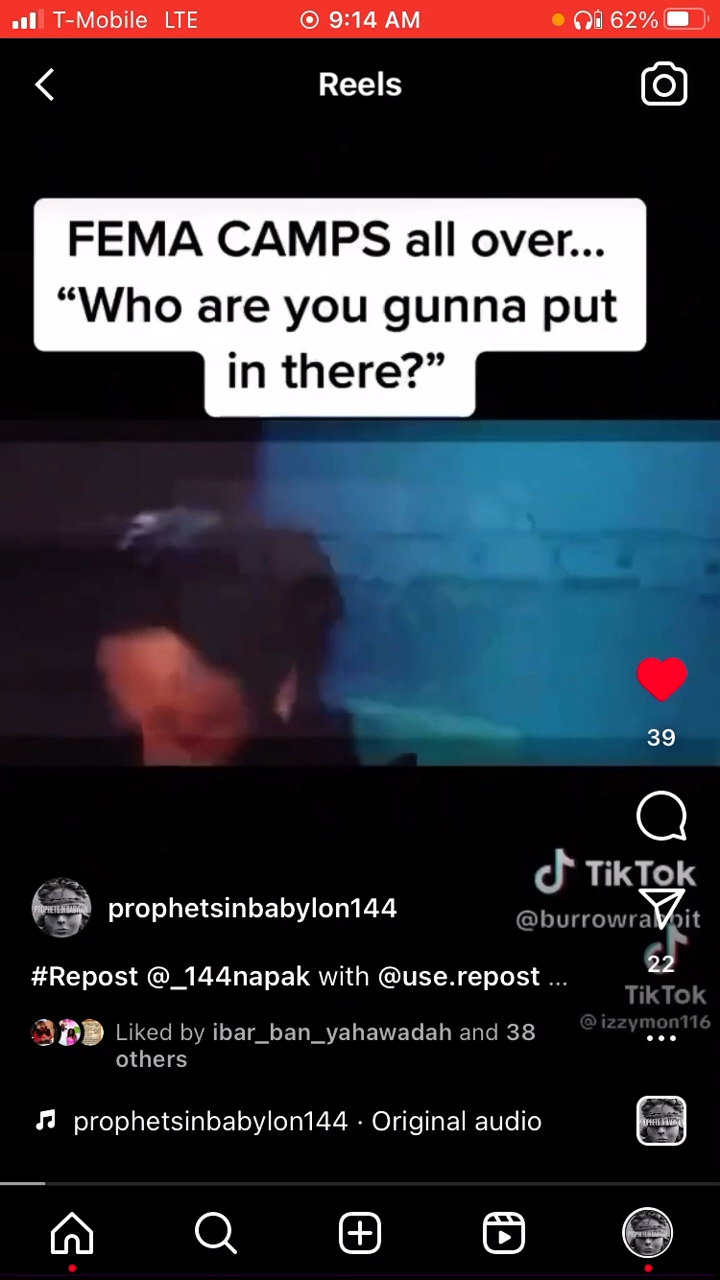 T-Mobile LTE 9:14 AM 62%
Reels
FEMA CAMPS all over...
“Who are you gunna put
in there?”
39
TikTok
prophetsinbabylon144
@burrowrabbit
22
#Repost @_144napak with @use.repost ...
TikTok
@izzymon116
Liked by ibar_ban_yahawadah and 38
others
prophetsinbabylon144 · Original audio